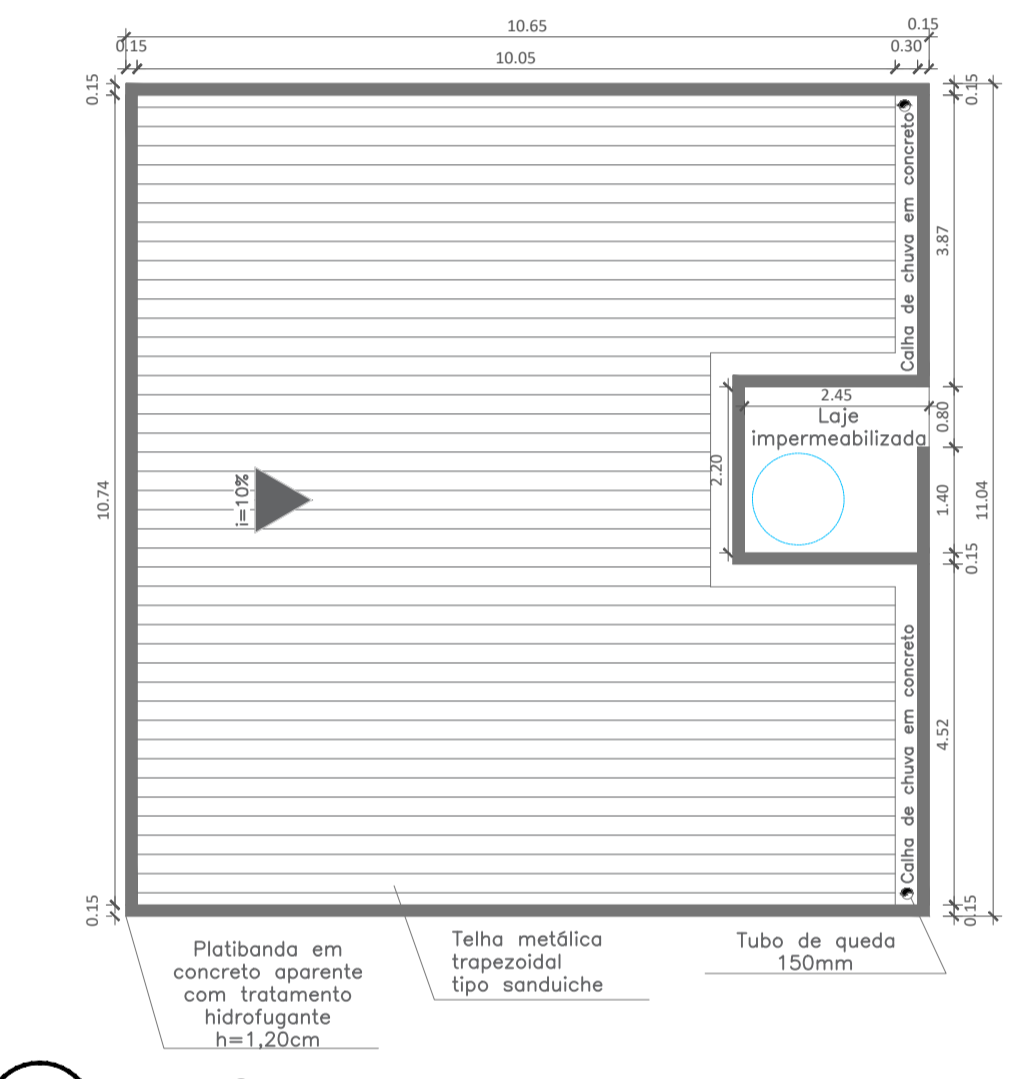 10.65
0.15
0.15
0.30
10.05
0.15
0.15
Calha de chuva em concreto
3.87
2.45
Laje
impermeabilizada
0.80
2.20
i=10%
10.74
1.40
11.04
0.15
Calha de chuva em concreto
4.52
0.15
0.15
Platibanda em
concreto aparente
com tratamento
hidrofugante
h=1,20cm
Telha metálica
trapezoidal
tipo sanduiche
Tubo de queda
150mm